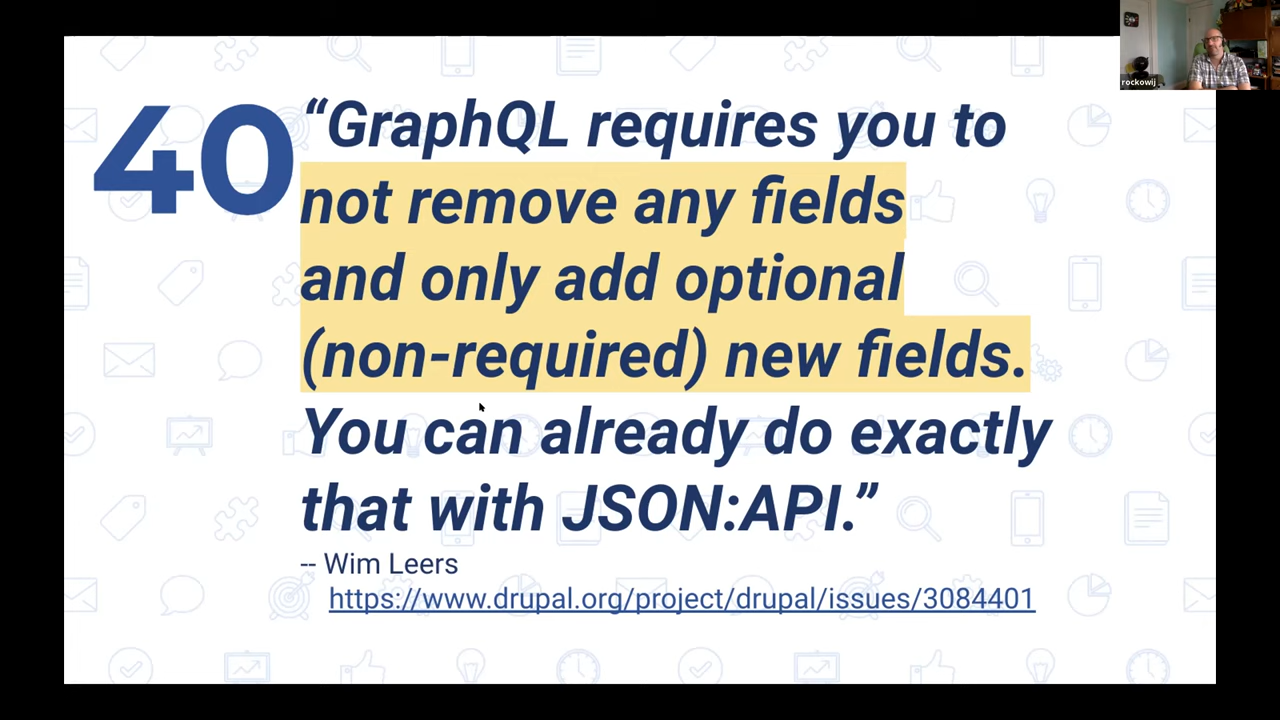 rockowij
40
“GraphQL requires you to
not remove any fields
and only add optional
(non-required) new fields.
You can already do exactly
that with JSON:API.”
-- Wim Leers
https://www.drupal.org/project/drupal/issues/3084401